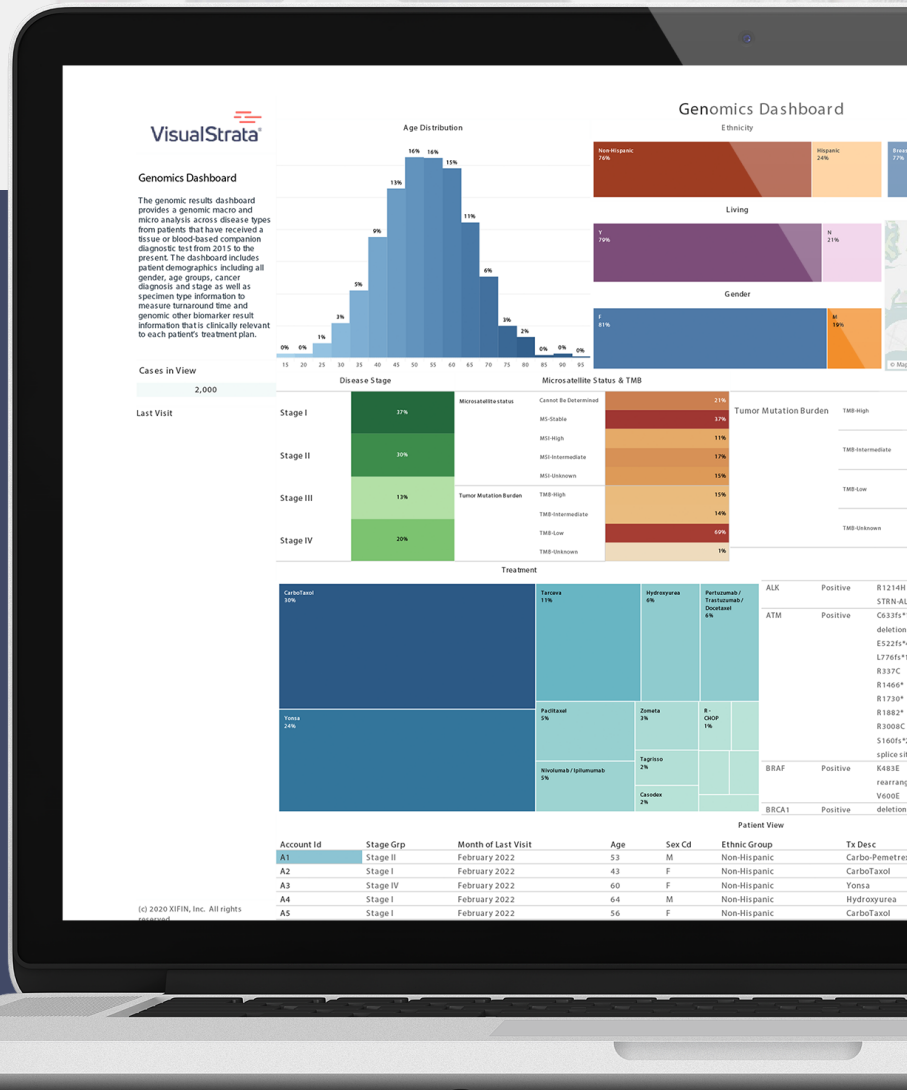 VisualStrata®
Genomics Dashboard
The genomic results dashboard
provides a genomic macro and
micro analysis across disease types
from patients that have received a
tissue or blood-based companion
diagnostic test from 2015 to the
present. The dashboard includes
patient demographics including all
gender, age groups, cancer
diagnosis and stage as well as
specimen type information to
measure turnaround time and
genomic other biomarker result
information that is clinically relevant
to each patient's treatment plan.
Cases in View
2,000
Last Visit
(c) 2020 XIFIN, Inc. All rights
reserved
Genomics Dashboard
Age Distribution
0% 0% 1% 3% 5% 9% 13% 16% 16% 15% 11% 6% 3% 2% 0% 0% 0%
15 20 25 30 35 40 45 50 55 60 65 70 75 80 85 90 95
Ethnicity
Non-Hispanic
76%
Hispanic
24%
77%
Living
Y
79%
N
21%
Gender
F
81%
M
19%
© Map
Disease Stage
Stage I 37%
Stage II 30%
Stage III 13%
Stage IV 20%
Microsatellite Status & TMB
Microsatellite status
Cannot Be Determined 21%
MS-Stable 37%
MSI-High 11%
MSI-Intermediate 17%
MSI-Unknown 15%
Tumor Mutation Burden
TMB-High 15%
TMB-Intermediate 14%
TMB-Low 69%
TMB-Unknown 1%
Tumor Mutation Burden
TMB-High
TMB-Intermediate
TMB-Low
TMB-Unknown
Treatment
CarboTaxol
30%
Yonsa
24%
Tarceva
11%
Hydroxyurea
6%
Pertuzumab /
Trastuzumab /
Docetaxel
6%
Paclitaxel
5%
Nivolumab / Ipilumumab
5%
Zometa
3%
R -
CHOP
1%
Tagrisso
2%
Casodex
2%
ALK Positive R1214H
STRN-AL
ATM Positive C633fs*
deletion
E522fs*
L776fs*
R337C
R1466*
R1730*
R1882*
R3008C
S160fs*
splice sit
BRAF Positive K483E
rearrang
V600E
BRCA1 Positive deletion
Patient View
Account Id Stage Grp Month of Last Visit Age Sex Cd Ethnic Group Tx Desc
A1 Stage II February 2022 53 M Non-Hispanic Carbo-Pemetrex
A2 Stage I February 2022 43 F Non-Hispanic CarboTaxol
A3 Stage IV February 2022 60 F Non-Hispanic Yonsa
A4 Stage I February 2022 64 M Non-Hispanic Hydroxyurea
A5 Stage I February 2022 56 F Non-Hispanic CarboTaxol